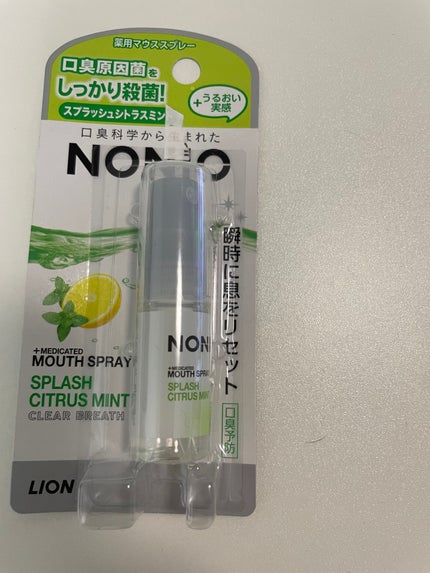 薬用マウススプレー
口臭原因菌を
しっかり殺菌!
スプラッシュシトラスミント
+うるおい
実感
口臭科学から生まれた
NONIO
瞬時に息をリセット
口臭予防
+MEDICATED
MOUTH SPRAY
SPLASH
CITRUS MINT
CLEAR BREATH
NON
+MEDICATED
MOUTH SPRAY
SPLASH
CITRUS MINT
LION